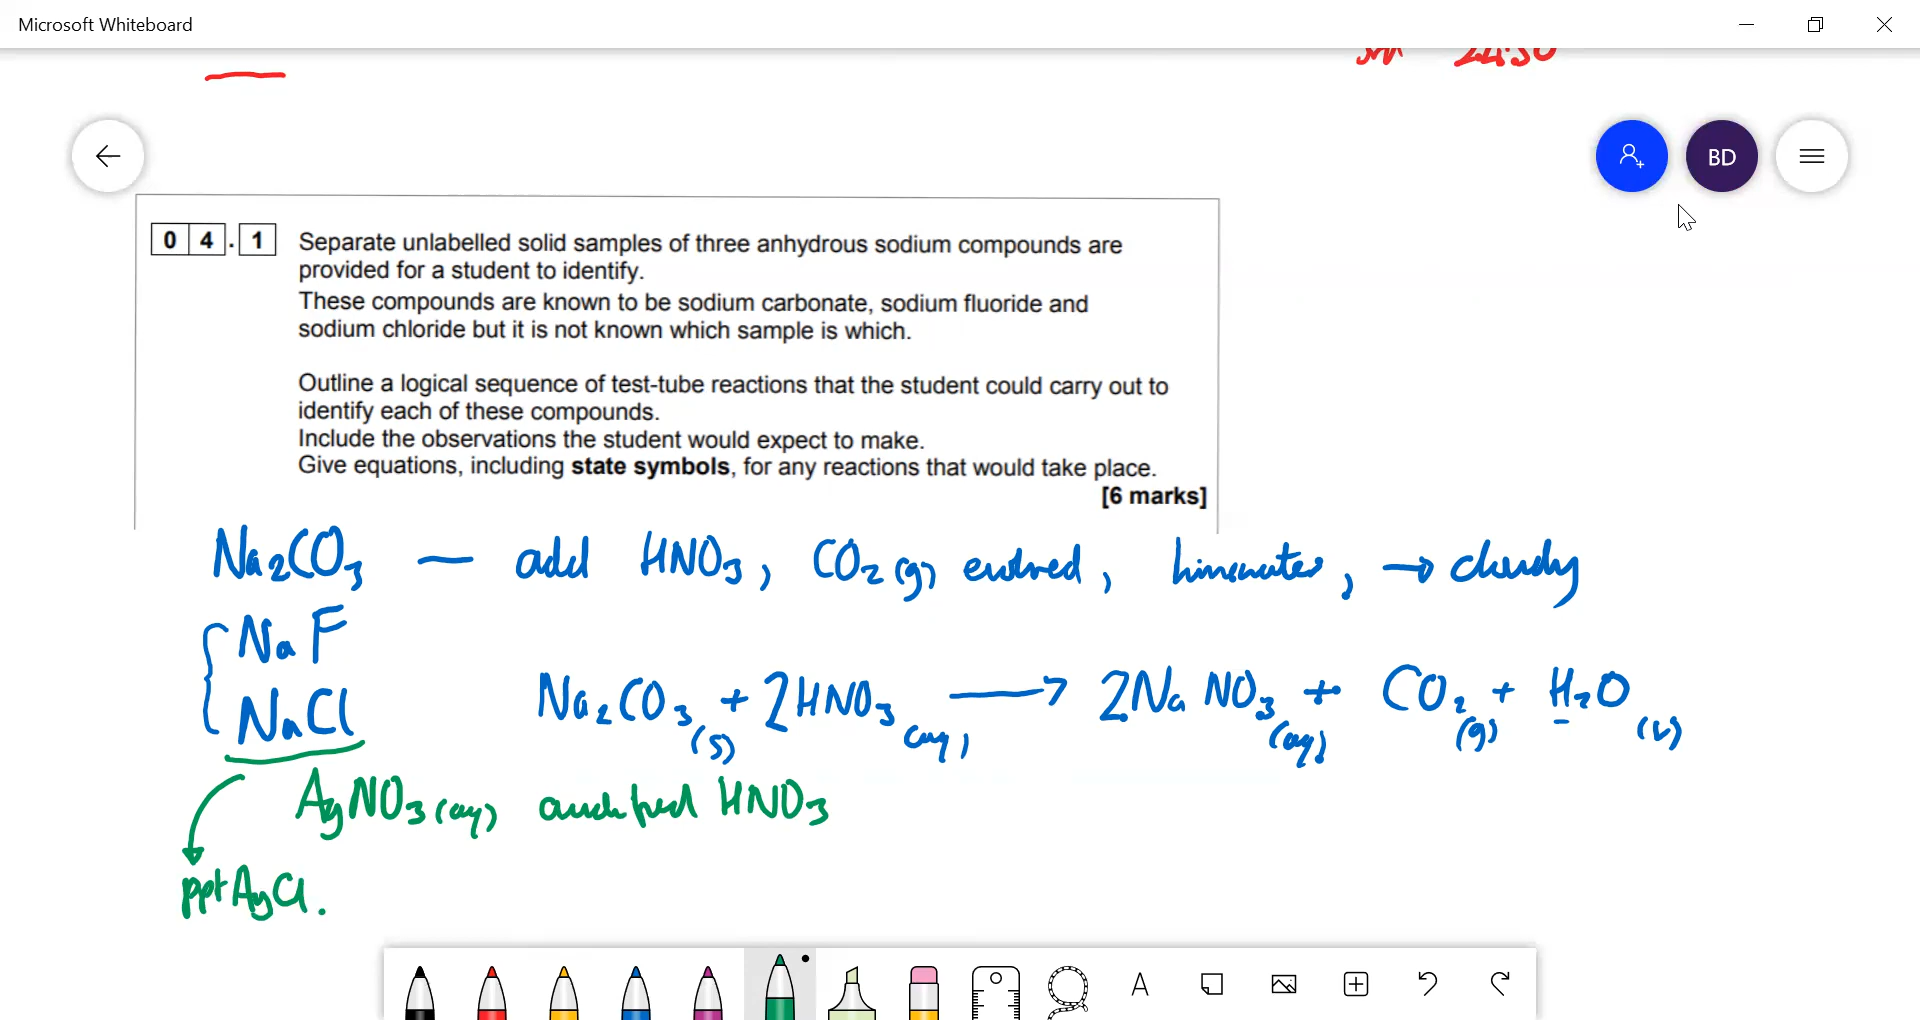 Microsoft Whiteboard
BD
0 4 . 1 Separate unlabelled solid samples of three anhydrous sodium compounds are
provided for a student to identify.
These compounds are known to be sodium carbonate, sodium fluoride and
sodium chloride but it is not known which sample is which.
Outline a logical sequence of test-tube reactions that the student could carry out to
identify each of these compounds.
Include the observations the student would expect to make.
Give equations, including state symbols, for any reactions that would take place.
[6 marks]
Na₂CO₃ — add HNO₃, CO₂(g) evolved, limewater, → cloudy
NaF
NaCl
Na₂CO₃(s) + 2HNO₃(aq) → 2NaNO₃(aq) + CO₂(g) + H₂O(l)
AgNO₃(aq) acidified HNO₃
ppt AgCl.